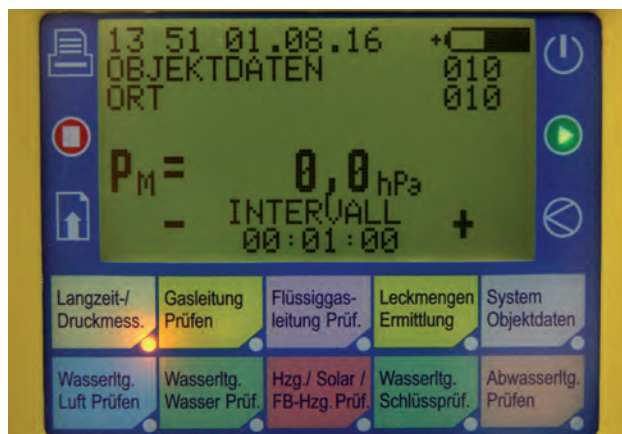 13 51 01.08.16
OBJEKTDATEN 010
ORT 010
PM= 0,0 hPa
- INTERVALL +
00:01:00
Langzeit-/
Druckmess.
Gasleitung
Prüfen
Flüssiggas-
leitung Prüf.
Leckmengen
Ermittlung
System
Objektdaten
Wasserltg.
Luft Prüfen
Wasserltg.
Wasser Prüf.
Hzg./ Solar /
FB-Hzg. Prüf.
Wasserltg.
Schlüssprüf.
Abwasserltg.
Prüfen